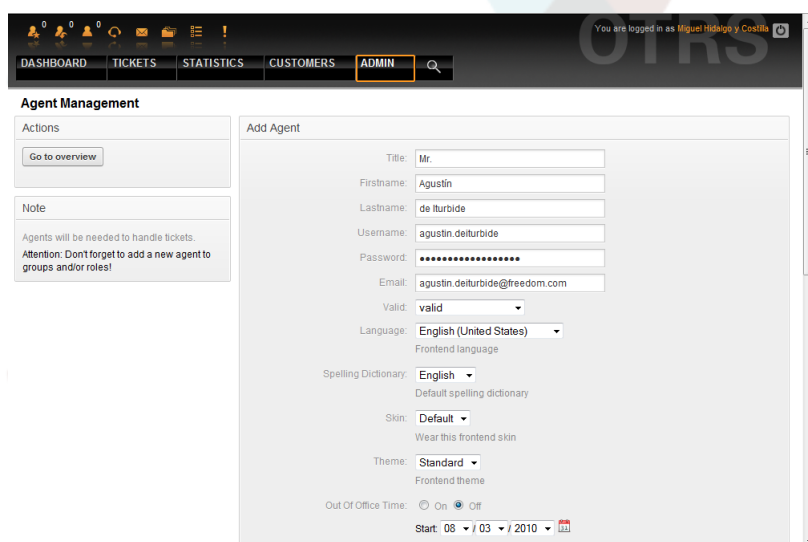 0 0 0
You are logged in as Miguel Hidalgo y Costilla
OTRS
DASHBOARD TICKETS STATISTICS CUSTOMERS ADMIN
Agent Management
Actions
Go to overview
Note
Agents will be needed to handle tickets.
Attention: Don't forget to add a new agent to
groups and/or roles!
Add Agent
Title: Mr.
Firstname: Agustín
Lastname: de Iturbide
Username: agustin.deiturbide
Password: ••••••••••••••••••
Email: agustin.deiturbide@freedom.com
Valid: valid
Language: English (United States)
Frontend language
Spelling Dictionary: English
Default spelling dictionary
Skin: Default
Wear this frontend skin
Theme: Standard
Frontend theme
Out Of Office Time: On Off
Start: 08 / 03 / 2010